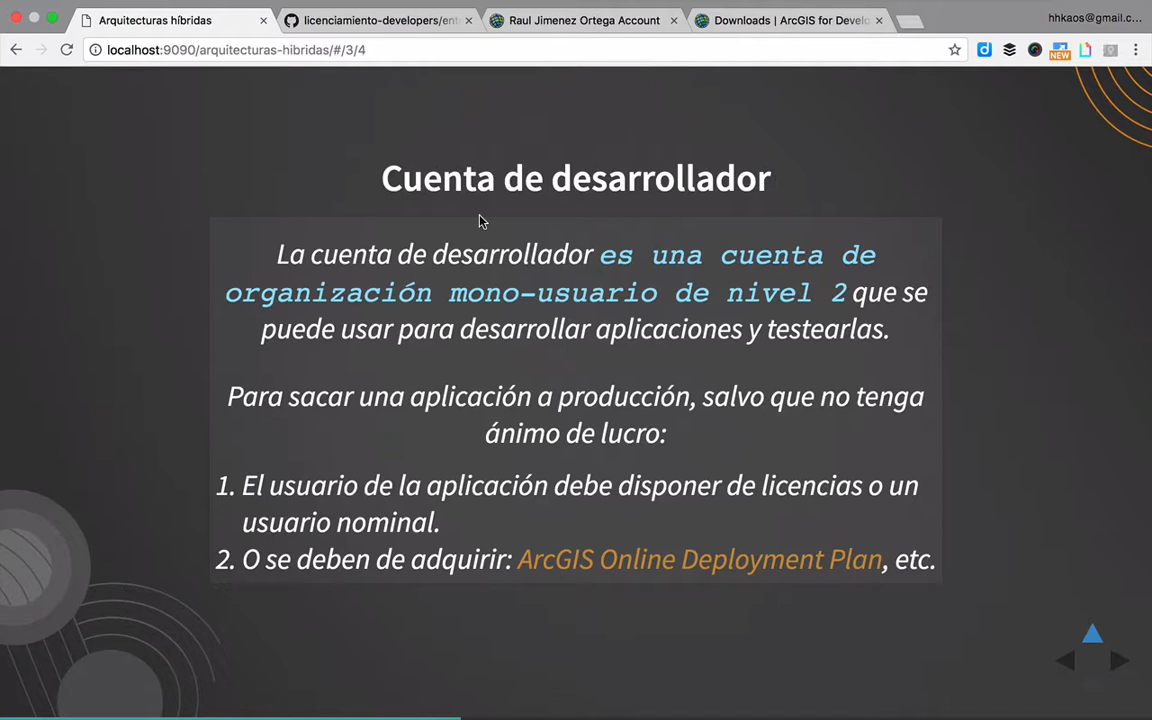 Arquitecturas híbridas
licenciamiento-developers/ent
Raul Jimenez Ortega Account
Downloads | ArcGIS for Develo
hhkaos@gmail.c...
localhost:9090/arquitecturas-hibridas/#/3/4
NEW
Cuenta de desarrollador
La cuenta de desarrollador es una cuenta de
organización mono-usuario de nivel 2 que se
puede usar para desarrollar aplicaciones y testearlas.
Para sacar una aplicación a producción, salvo que no tenga
ánimo de lucro:
1. El usuario de la aplicación debe disponer de licencias o un
usuario nominal.
2. O se deben de adquirir: ArcGIS Online Deployment Plan, etc.